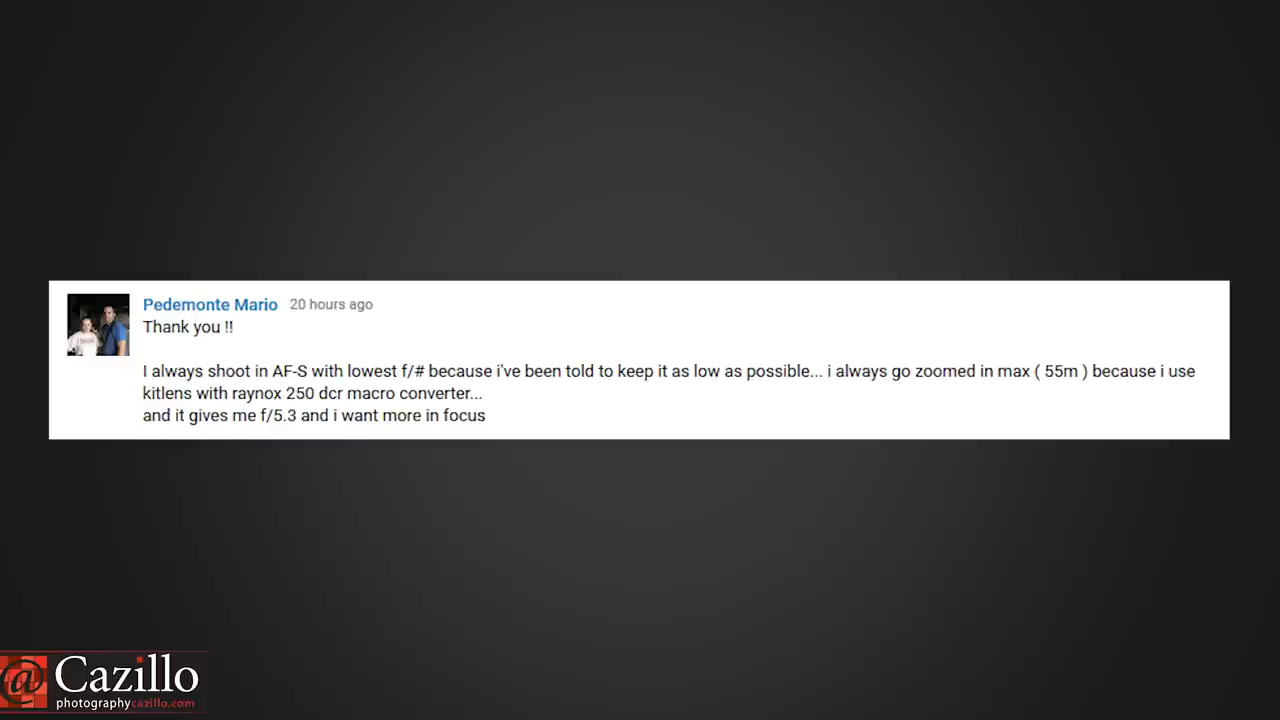 Pedemonte Mario 20 hours ago
Thank you !!
I always shoot in AF-S with lowest f/# because i've been told to keep it as low as possible... i always go zoomed in max ( 55m ) because i use
kitlens with raynox 250 dcr macro converter...
and it gives me f/5.3 and i want more in focus
@ Cazillo
photographycazillo.com